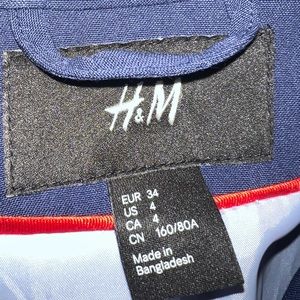 H&M
EUR 34
US 4
CA 4
CN 160/80A
Made in
Bangladesh